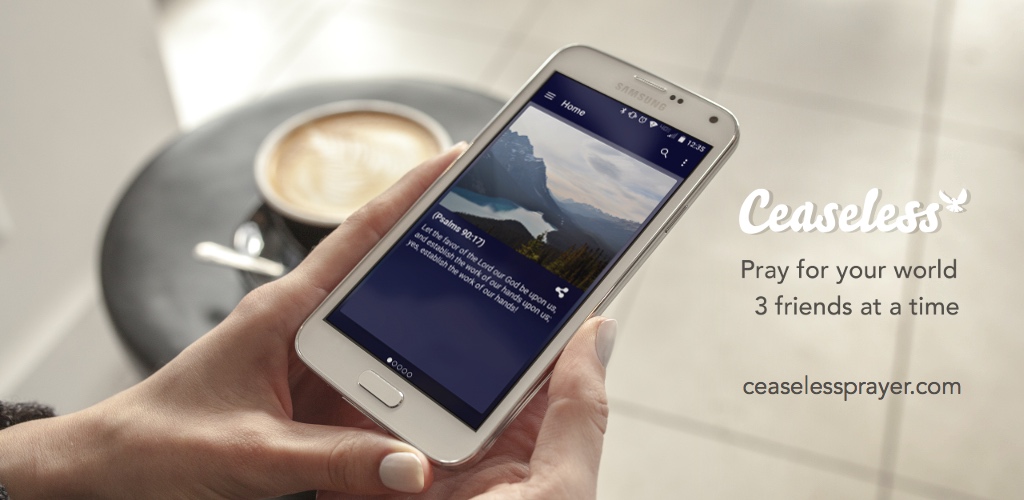 SAMSUNG
12:35
Home
(Psalms 90:17)
Let the favor of the Lord our God be upon us,
and establish the work of our hands upon us;
yes, establish the work of our hands!
Ceaseless
Pray for your world
3 friends at a time
ceaselessprayer.com